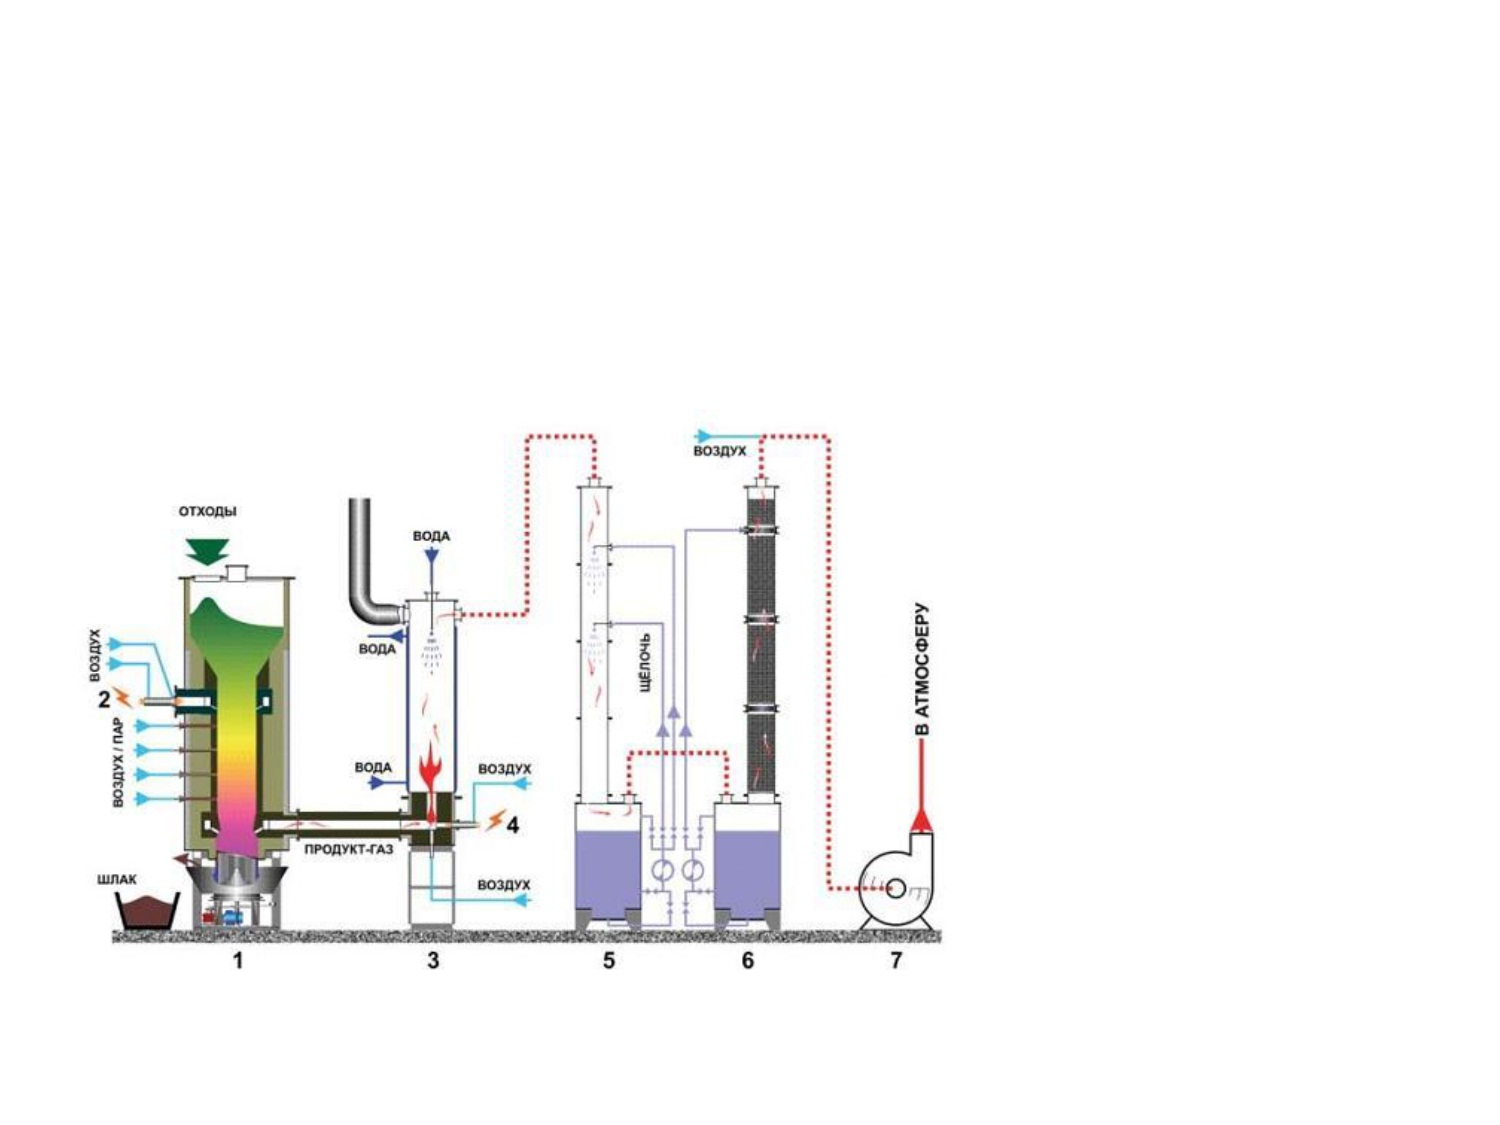 ВОЗДУХ
ОТХОДЫ
ВОДА
ВОЗДУХ
ВОДА
ЩЁЛОЧЬ
2
ВОЗДУХ / ПАР
В АТМОСФЕРУ
ВОДА
ВОЗДУХ
4
ПРОДУКТ-ГАЗ
ШЛАК
ВОЗДУХ
1 3 5 6 7